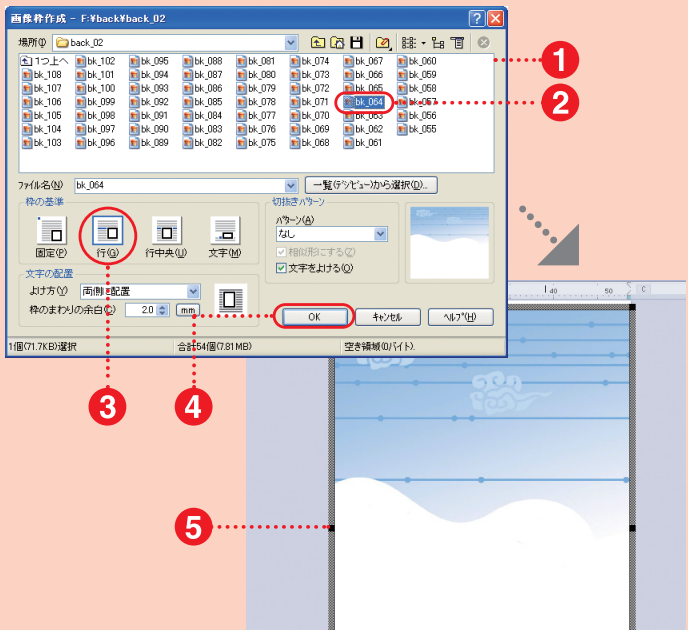 画像枠作成 - F:¥back¥back_02
場所(I) back_02
1つ上へ bk_102 bk_095 bk_088 bk_081 bk_074 bk_067 bk_060
bk_108 bk_101 bk_094 bk_087 bk_080 bk_073 bk_066 bk_059
bk_107 bk_100 bk_093 bk_086 bk_079 bk_072 bk_065 bk_058
bk_106 bk_099 bk_092 bk_085 bk_078 bk_071 bk_064 bk_057
bk_105 bk_098 bk_091 bk_084 bk_077 bk_070 bk_063 bk_056
bk_104 bk_097 bk_090 bk_083 bk_076 bk_069 bk_062 bk_055
bk_103 bk_096 bk_089 bk_082 bk_075 bk_068 bk_061
1
2
ファイル名(N) bk_064 一覧(デジビュー)から選択(D)...
枠の基準 切抜きパターン
パターン(A)
なし
固定(P) 行(G) 行中央(U) 文字(M)
相似形にする(Z)
文字をよける(O)
文字の配置
よけ方(Y) 両側に配置
枠のまわりの余白(C) 2.0 mm
OK キャンセル ヘルプ(H)
1個(71.7KB)選択 合計54個(7.81MB) 空き領域(0バイト).
40 50 C
3
4
5